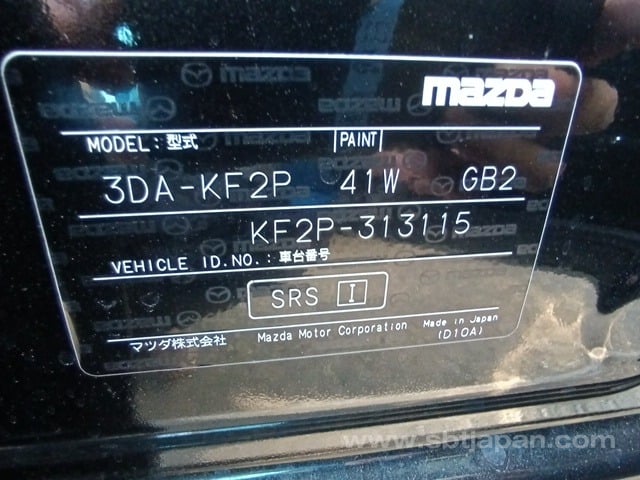 mazda
MODEL:型式 PAINT
3DA-KF2P 41W GB2
KF2P-313115
VEHICLE ID.NO.:車台番号
SRS I
マツダ株式会社 Mazda Motor Corporation Made in Japan
(D10A)
www.sbtjapan.com